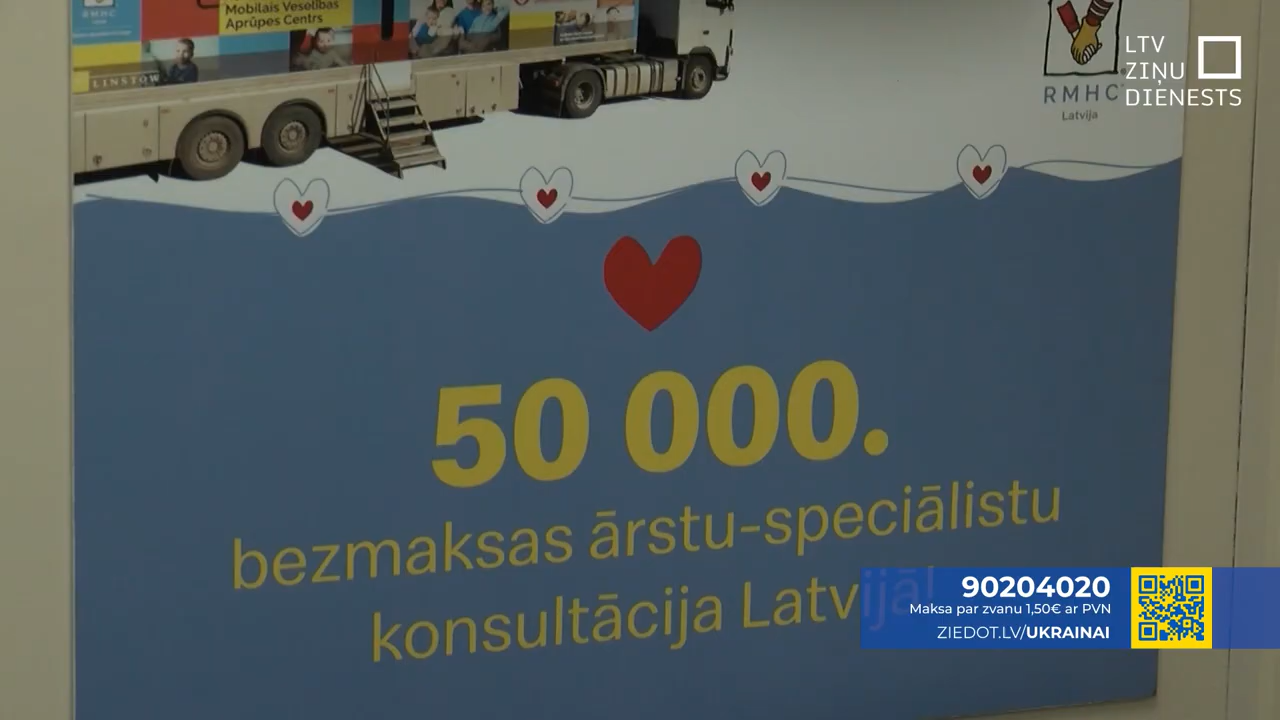 RMHC
Mobilais Veselības
Aprūpes Centrs
LINSTOW
RMHC
Latvija
LTV
ZIŅU
DIENESTS
50 000.
bezmaksas ārstu-speciālistu
konsultācija Latvijā!
90204020
Maksa par zvanu 1,50€ ar PVN
ZIEDOT.LV/UKRAINAI